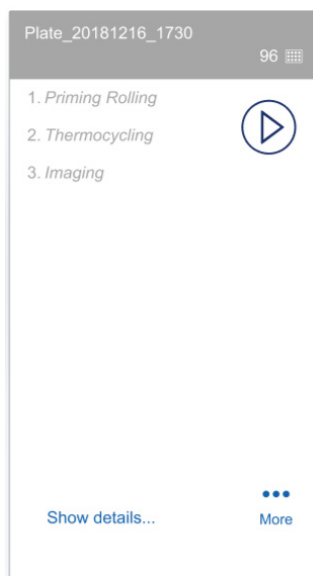 Plate_20181216_1730
96
1. Priming Rolling
2. Thermocycling
3. Imaging
Show details...
More